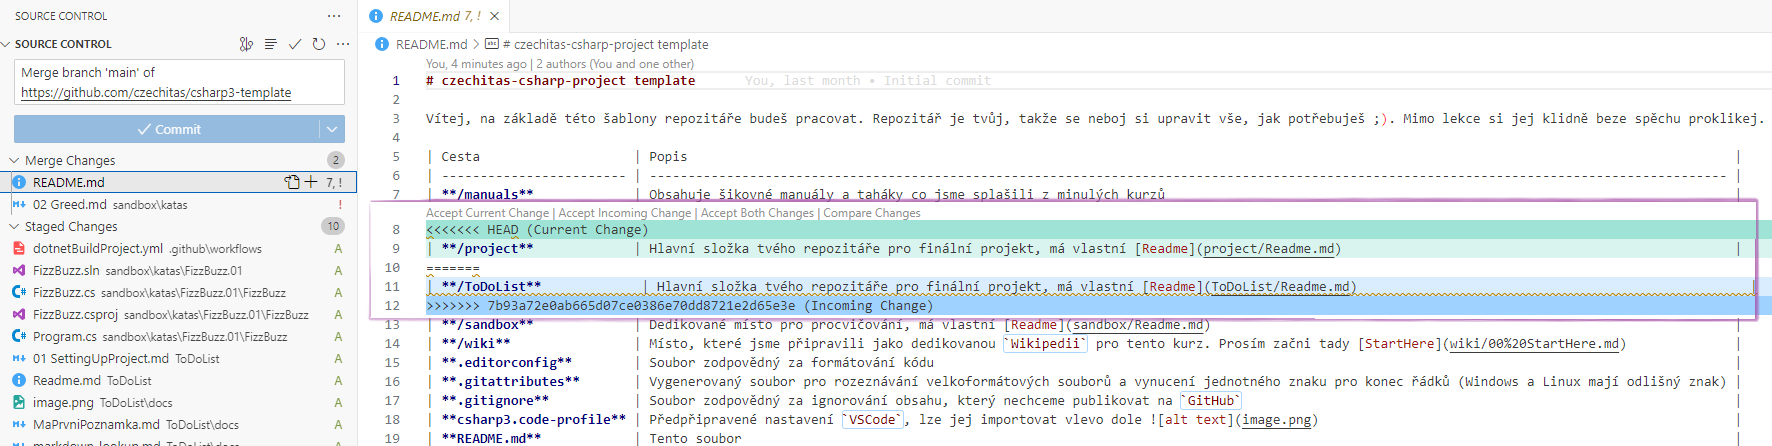 SOURCE CONTROL ···
SOURCE CONTROL ···
Merge branch 'main' of
https://github.com/czechitas/csharp3-template
Commit
Merge Changes 2
README.md 7, !
02 Greed.md sandbox\katas !
Staged Changes 10
dotnetBuildProject.yml .github\workflows A
FizzBuzz.sln sandbox\katas\FizzBuzz.01 A
FizzBuzz.cs sandbox\katas\FizzBuzz.01\FizzBuzz A
FizzBuzz.csproj sandbox\katas\FizzBuzz.01\FizzBuzz A
Program.cs sandbox\katas\FizzBuzz.01\FizzBuzz A
01 SettingUpProject.md ToDoList A
Readme.md ToDoList A
image.png ToDoList\docs A
MaPrvniPoznamka.md ToDoList\docs A
markdown-lookup.md ToDoList\docs A
README.md 7, ! ×
README.md > abc # czechitas-csharp-project template
You, 4 minutes ago | 2 authors (You and one other)
1 # czechitas-csharp-project template You, last month • Initial commit
2
3 Vítej, na základě této šablony repozitáře budeš pracovat. Repozitář je tvůj, takže se neboj si upravit vše, jak potřebuješ ;). Mimo lekce si jej klidně beze spěchu proklikej.
4
5 | Cesta | Popis |
6 | ------------------------ | -------------------------------------------------------------------------------------------------------------------------------------------- |
7 | **/manuals** | Obsahuje šikovné manuály a taháky co jsme splašili z minulých kurzů |
Accept Current Change | Accept Incoming Change | Accept Both Changes | Compare Changes
8 <<<<<<< HEAD (Current Change)
9 | **/project** | Hlavní složka tvého repozitáře pro finální projekt, má vlastní [Readme](project/Readme.md) |
10 =======
11 | **/ToDoList** | Hlavní složka tvého repozitáře pro finální projekt, má vlastní [Readme](ToDoList/Readme.md) |
12 >>>>>>> 7b93a72e0ab665d07ce0386e70dd8721e2d65e3e (Incoming Change)
13 | **/sandbox** | Dedikované místo pro procvičování, má vlastní [Readme](sandbox/Readme.md) |
14 | **/wiki** | Místo, které jsme připravili jako dedikovanou `Wikipedii` pro tento kurz. Prosím začni tady [StartHere](wiki/00%20StartHere.md) |
15 | **.editorconfig** | Soubor zodpovědný za formátování kódu |
16 | **.gitattributes** | Vygenerovaný soubor pro rozeznávání velkoformátových souborů a vynucení jednotného znaku pro konec řádků (Windows a Linux mají odlišný znak) |
17 | **.gitignore** | Soubor zodpovědný za ignorování obsahu, který nechceme publikovat na `GitHub` |
18 | **csharp3.code-profile** | Předpřipravené nastavení `VSCode`, lze jej importovat vlevo dole ![alt text](image.png) |
19 | **README.md** | Tento soubor |